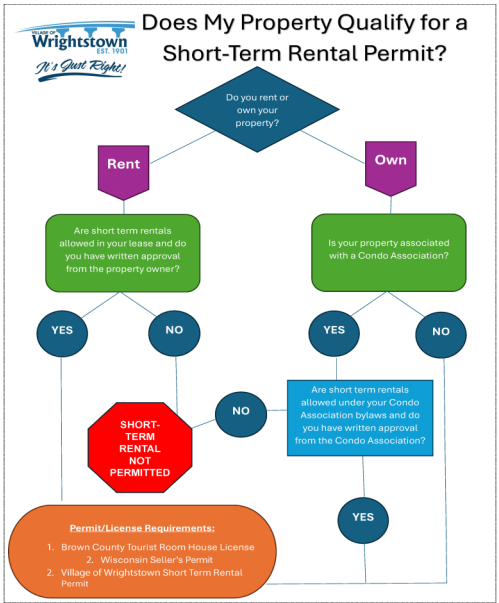 VILLAGE OF
Wrightstown
EST. 1901
It's Just Right!
Does My Property Qualify for a
Short-Term Rental Permit?
Do you rent or
own your
property?
Rent
Own
Are short term rentals
allowed in your lease and do
you have written approval
from the property owner?
Is your property associated
with a Condo Association?
YES
NO
YES
NO
Are short term rentals
allowed under your Condo
Association bylaws and do
you have written approval
from the Condo Association?
NO
SHORT-
TERM
RENTAL
NOT
PERMITTED
YES
Permit/License Requirements:
1. Brown County Tourist Room House License
2. Wisconsin Seller's Permit
2. Village of Wrightstown Short Term Rental
Permit